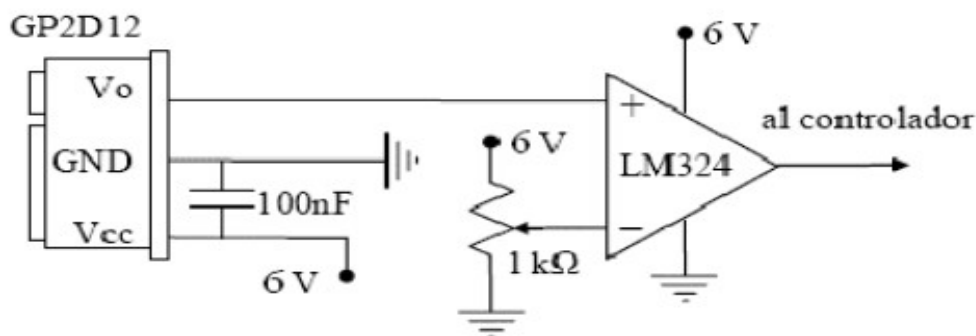 GP2D12
Vo
GND
Vcc
100nF
6 V
6 V
1 kΩ
6 V
+
LM324
−
al controlador